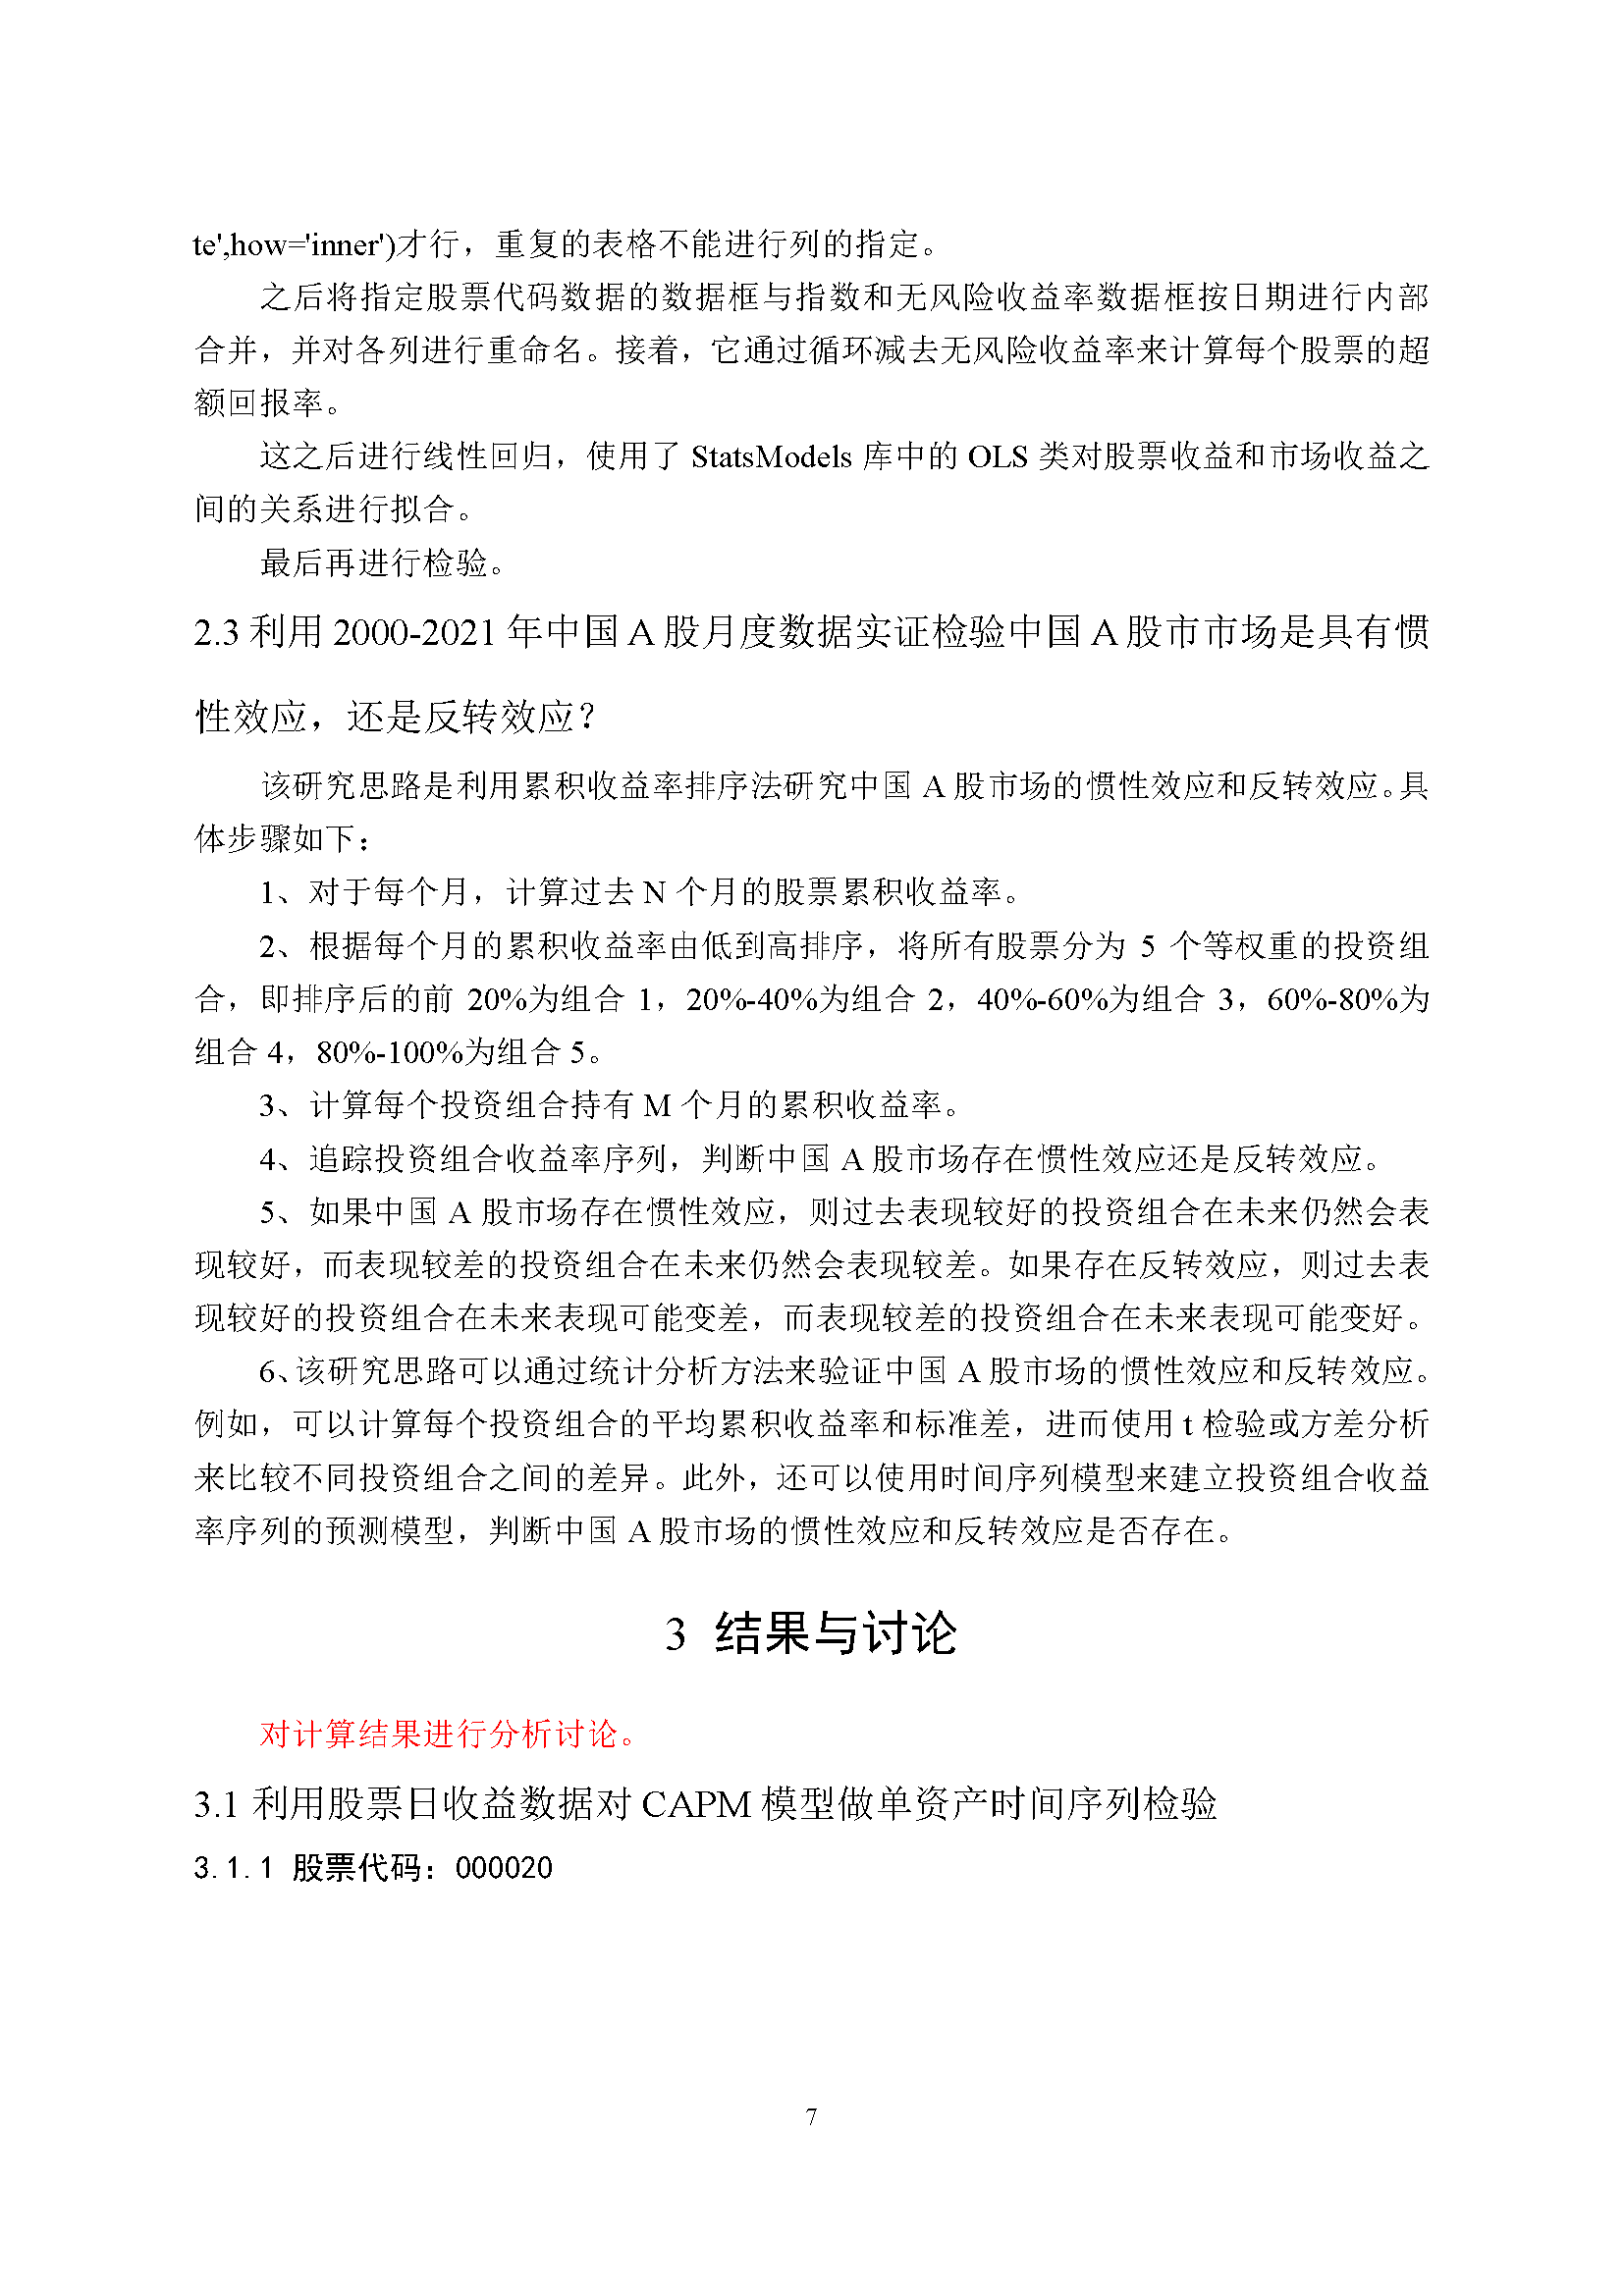 te',how='inner')才行，重复的表格不能进行列的指定。
之后将指定股票代码数据的数据框与指数和无风险收益率数据框按日期进行内部
合并，并对各列进行重命名。接着，它通过循环减去无风险收益率来计算每个股票的超
额回报率。
这之后进行线性回归，使用了 StatsModels 库中的 OLS 类对股票收益和市场收益之
间的关系进行拟合。
最后再进行检验。
2.3 利用 2000-2021 年中国 A 股月度数据实证检验中国 A 股市市场是具有惯
性效应，还是反转效应？
该研究思路是利用累积收益率排序法研究中国 A 股市场的惯性效应和反转效应。具
体步骤如下：
1、对于每个月，计算过去 N 个月的股票累积收益率。
2、根据每个月的累积收益率由低到高排序，将所有股票分为 5 个等权重的投资组
合，即排序后的前 20%为组合 1，20%-40%为组合 2，40%-60%为组合 3，60%-80%为
组合 4，80%-100%为组合 5。
3、计算每个投资组合持有 M 个月的累积收益率。
4、追踪投资组合收益率序列，判断中国 A 股市场存在惯性效应还是反转效应。
5、如果中国 A 股市场存在惯性效应，则过去表现较好的投资组合在未来仍然会表
现较好，而表现较差的投资组合在未来仍然会表现较差。如果存在反转效应，则过去表
现较好的投资组合在未来表现可能变差，而表现较差的投资组合在未来表现可能变好。
6、该研究思路可以通过统计分析方法来验证中国 A 股市场的惯性效应和反转效应。
例如，可以计算每个投资组合的平均累积收益率和标准差，进而使用 t 检验或方差分析
来比较不同投资组合之间的差异。此外，还可以使用时间序列模型来建立投资组合收益
率序列的预测模型，判断中国 A 股市场的惯性效应和反转效应是否存在。
3 结果与讨论
对计算结果进行分析讨论。
3.1 利用股票日收益数据对 CAPM 模型做单资产时间序列检验
3.1.1 股票代码：000020
7